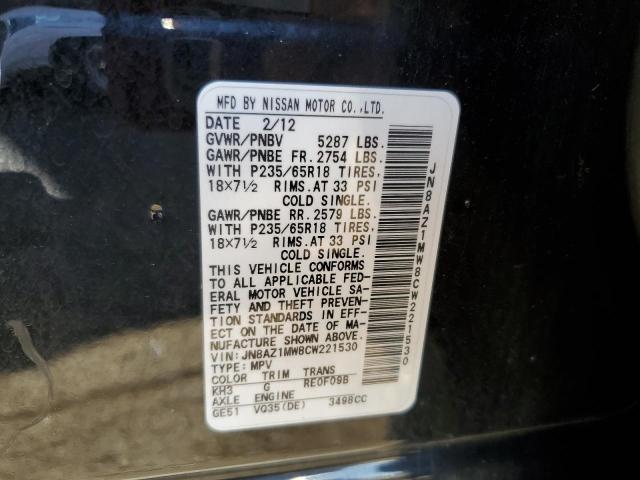 MFD BY NISSAN MOTOR CO.,LTD.
DATE 2/12
GVWR/PNBV 5287 LBS.
GAWR/PNBE FR. 2754 LBS.
WITH P235/65R18 TIRES,
18×7½ RIMS.AT 33 PSI
COLD SINGLE.
GAWR/PNBE RR. 2579 LBS.
WITH P235/65R18 TIRES,
18×7½ RIMS.AT 33 PSI
COLD SINGLE.
THIS VEHICLE CONFORMS
TO ALL APPLICABLE FED-
ERAL MOTOR VEHICLE SA-
FETY AND THEFT PREVEN-
TION STANDARDS IN EFF-
ECT ON THE DATE OF MA-
NUFACTURE SHOWN ABOVE.
VIN: JN8AZ1MW8CW221530
TYPE: MPV
COLOR TRIM TRANS
KH3 G RE0F09B
AXLE ENGINE
GE51 VQ35(DE) 3498CC
JN8AZ1MW8CW221530